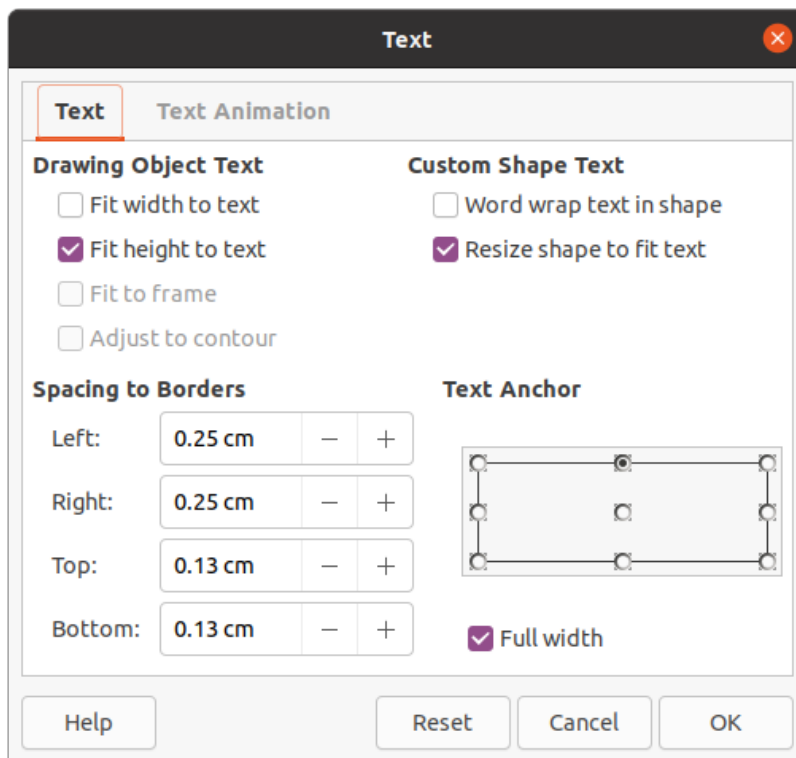 Text
Text Text Animation
Drawing Object Text
Fit width to text
Fit height to text
Fit to frame
Adjust to contour
Custom Shape Text
Word wrap text in shape
Resize shape to fit text
Spacing to Borders
Left: 0.25 cm − +
Right: 0.25 cm − +
Top: 0.13 cm − +
Bottom: 0.13 cm − +
Text Anchor
Full width
Help Reset Cancel OK